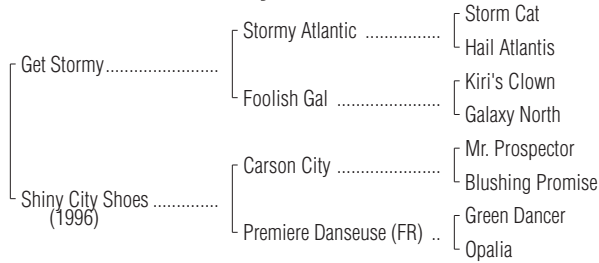 Storm Cat
Stormy Atlantic ..................
Hail Atlantis
Get Stormy.......................
Kiri's Clown
Foolish Gal .....................
Galaxy North
Mr. Prospector
Carson City .....................
Blushing Promise
Shiny City Shoes ..............
(1996)
Green Dancer
Premiere Danseuse (FR) ..
Opalia